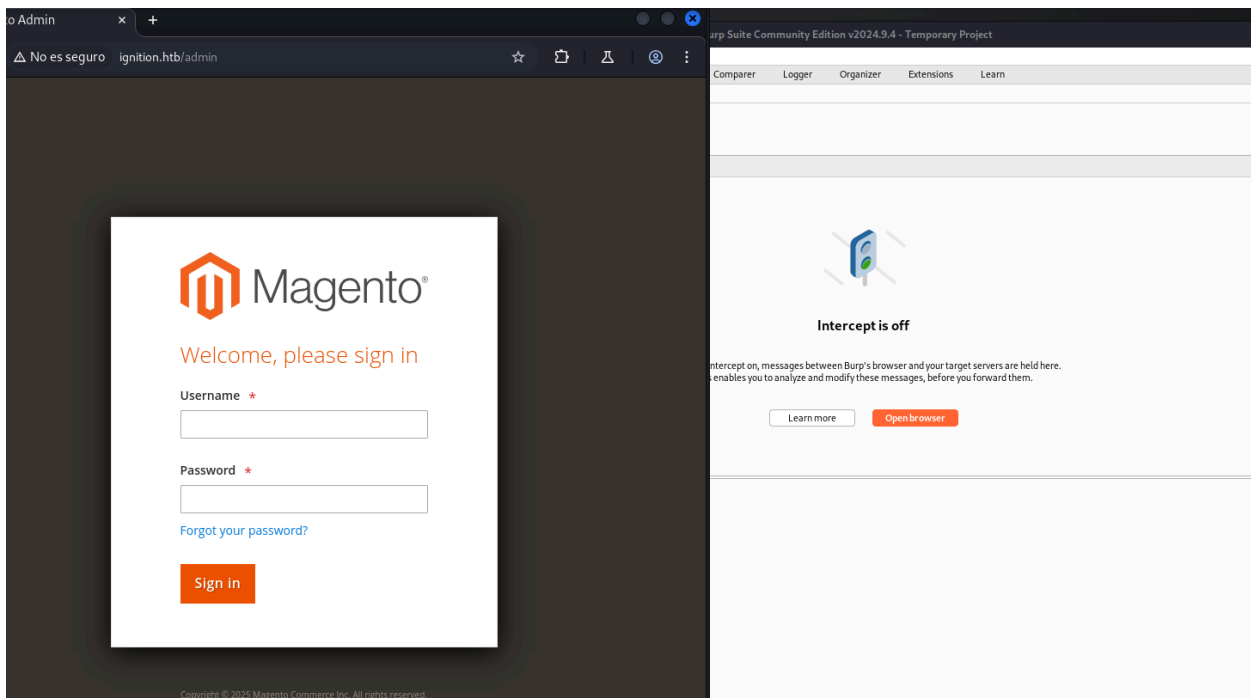 o Admin
No es seguro ignition.htb/admin
Magento®
Welcome, please sign in
Username *
Password *
Forgot your password?
Sign in
Copyright © 2025 Magento Commerce Inc. All rights reserved.
urp Suite Community Edition v2024.9.4 - Temporary Project
Comparer Logger Organizer Extensions Learn
Intercept is off
ntercept on, messages between Burp's browser and your target servers are held here.
s enables you to analyze and modify these messages, before you forward them.
Learn more Open browser